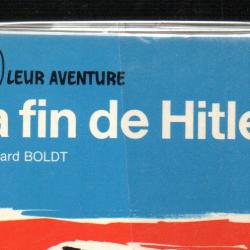 LEUR AVENTURE
a fin de Hitle
ard BOLDT